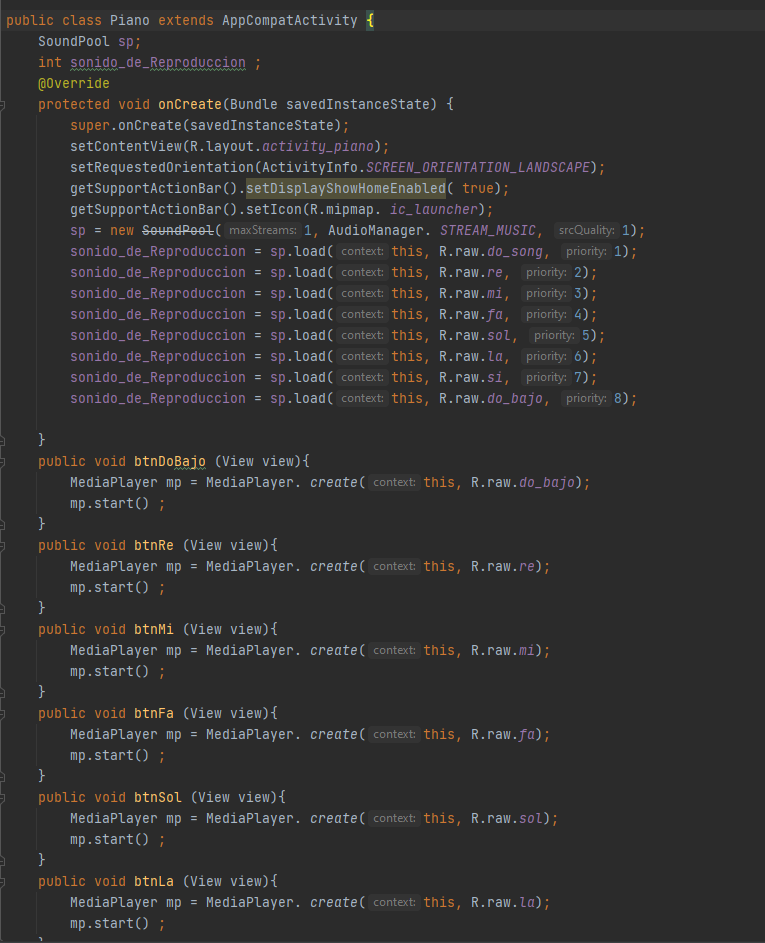 public class Piano extends AppCompatActivity {
    SoundPool sp;
    int sonido_de_Reproduccion ;
    @Override
    protected void onCreate(Bundle savedInstanceState) {
        super.onCreate(savedInstanceState);
        setContentView(R.layout.activity_piano);
        setRequestedOrientation(ActivityInfo.SCREEN_ORIENTATION_LANDSCAPE);
        getSupportActionBar().setDisplayShowHomeEnabled( true);
        getSupportActionBar().setIcon(R.mipmap. ic_launcher);
        sp = new SoundPool( maxStreams: 1, AudioManager. STREAM_MUSIC, srcQuality: 1);
        sonido_de_Reproduccion = sp.load( context: this, R.raw.do_song, priority: 1);
        sonido_de_Reproduccion = sp.load( context: this, R.raw.re, priority: 2);
        sonido_de_Reproduccion = sp.load( context: this, R.raw.mi, priority: 3);
        sonido_de_Reproduccion = sp.load( context: this, R.raw.fa, priority: 4);
        sonido_de_Reproduccion = sp.load( context: this, R.raw.sol, priority: 5);
        sonido_de_Reproduccion = sp.load( context: this, R.raw.la, priority: 6);
        sonido_de_Reproduccion = sp.load( context: this, R.raw.si, priority: 7);
        sonido_de_Reproduccion = sp.load( context: this, R.raw.do_bajo, priority: 8);
    }
    public void btnDoBajo (View view){
        MediaPlayer mp = MediaPlayer. create( context: this, R.raw.do_bajo);
        mp.start() ;
    }
    public void btnRe (View view){
        MediaPlayer mp = MediaPlayer. create( context: this, R.raw.re);
        mp.start() ;
    }
    public void btnMi (View view){
        MediaPlayer mp = MediaPlayer. create( context: this, R.raw.mi);
        mp.start() ;
    }
    public void btnFa (View view){
        MediaPlayer mp = MediaPlayer. create( context: this, R.raw.fa);
        mp.start() ;
    }
    public void btnSol (View view){
        MediaPlayer mp = MediaPlayer. create( context: this, R.raw.sol);
        mp.start() ;
    }
    public void btnLa (View view){
        MediaPlayer mp = MediaPlayer. create( context: this, R.raw.la);
        mp.start() ;
    }